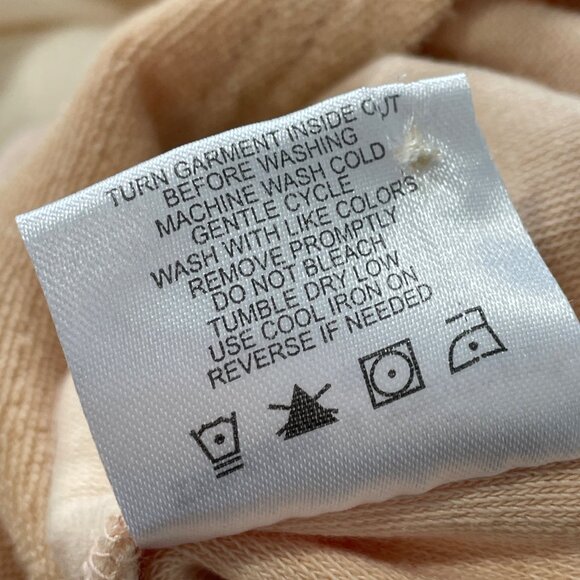 TURN GARMENT INSIDE OUT
BEFORE WASHING
MACHINE WASH COLD
GENTLE CYCLE
WASH WITH LIKE COLORS
REMOVE PROMPTLY
DO NOT BLEACH
TUMBLE DRY LOW
USE COOL IRON ON
REVERSE IF NEEDED